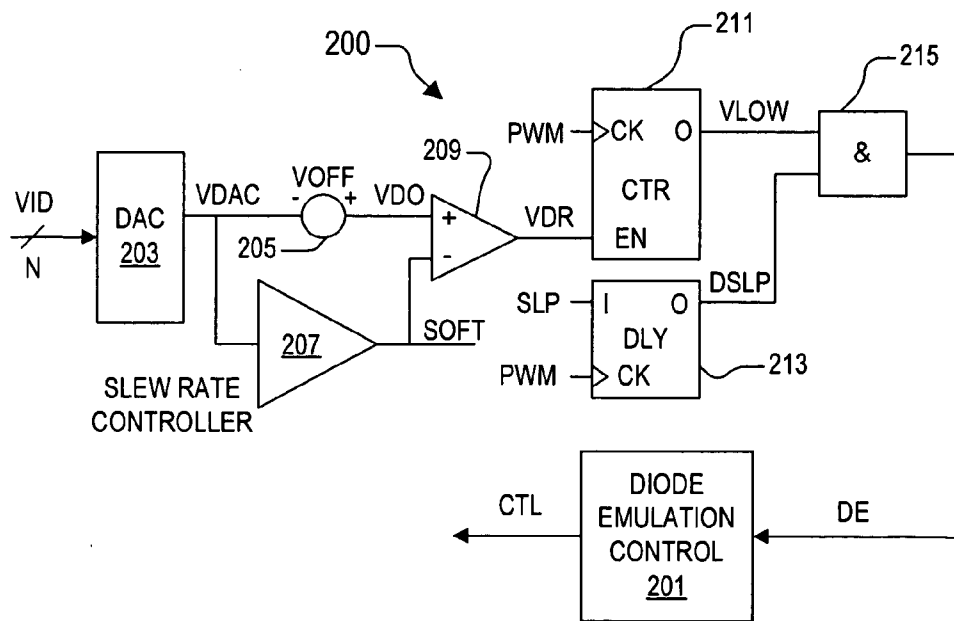 200
211
215
209
PWM
CK
O
VLOW
&
CTR
EN
VID
N
DAC
203
VDAC
VOFF
-
+
205
VDO
+
-
VDR
207
SOFT
SLEW RATE
CONTROLLER
SLP
I
O
DSLP
DLY
PWM
CK
213
CTL
DIODE
EMULATION
CONTROL
201
DE